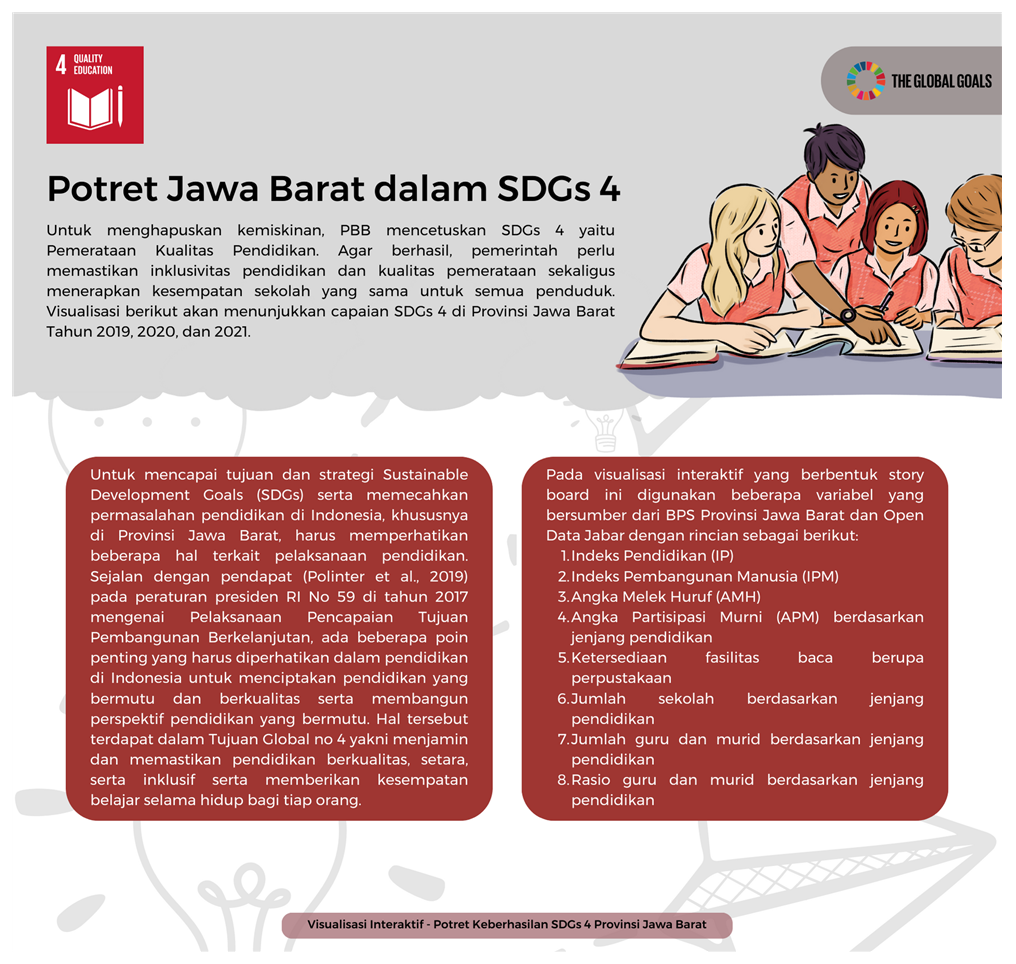 4 QUALITY
EDUCATION
THE GLOBAL GOALS
Potret Jawa Barat dalam SDGs 4
Untuk menghapuskan kemiskinan, PBB mencetuskan SDGs 4 yaitu
Pemerataan Kualitas Pendidikan. Agar berhasil, pemerintah perlu
memastikan inklusivitas pendidikan dan kualitas pemerataan sekaligus
menerapkan kesempatan sekolah yang sama untuk semua penduduk.
Visualisasi berikut akan menunjukkan capaian SDGs 4 di Provinsi Jawa Barat
Tahun 2019, 2020, dan 2021.
Untuk mencapai tujuan dan strategi Sustainable
Development Goals (SDGs) serta memecahkan
permasalahan pendidikan di Indonesia, khususnya
di Provinsi Jawa Barat, harus memperhatikan
beberapa hal terkait pelaksanaan pendidikan.
Sejalan dengan pendapat (Polinter et al., 2019)
pada peraturan presiden RI No 59 di tahun 2017
mengenai Pelaksanaan Pencapaian Tujuan
Pembangunan Berkelanjutan, ada beberapa poin
penting yang harus diperhatikan dalam pendidikan
di Indonesia untuk menciptakan pendidikan yang
bermutu dan berkualitas serta membangun
perspektif pendidikan yang bermutu. Hal tersebut
terdapat dalam Tujuan Global no 4 yakni menjamin
dan memastikan pendidikan berkualitas, setara,
serta inklusif serta memberikan kesempatan
belajar selama hidup bagi tiap orang.
Pada visualisasi interaktif yang berbentuk story
board ini digunakan beberapa variabel yang
bersumber dari BPS Provinsi Jawa Barat dan Open
Data Jabar dengan rincian sebagai berikut:
1. Indeks Pendidikan (IP)
2. Indeks Pembangunan Manusia (IPM)
3. Angka Melek Huruf (AMH)
4. Angka Partisipasi Murni (APM) berdasarkan
jenjang pendidikan
5. Ketersediaan fasilitas baca berupa
perpustakaan
6. Jumlah sekolah berdasarkan jenjang
pendidikan
7. Jumlah guru dan murid berdasarkan jenjang
pendidikan
8. Rasio guru dan murid berdasarkan jenjang
pendidikan
Visualisasi Interaktif - Potret Keberhasilan SDGs 4 Provinsi Jawa Barat